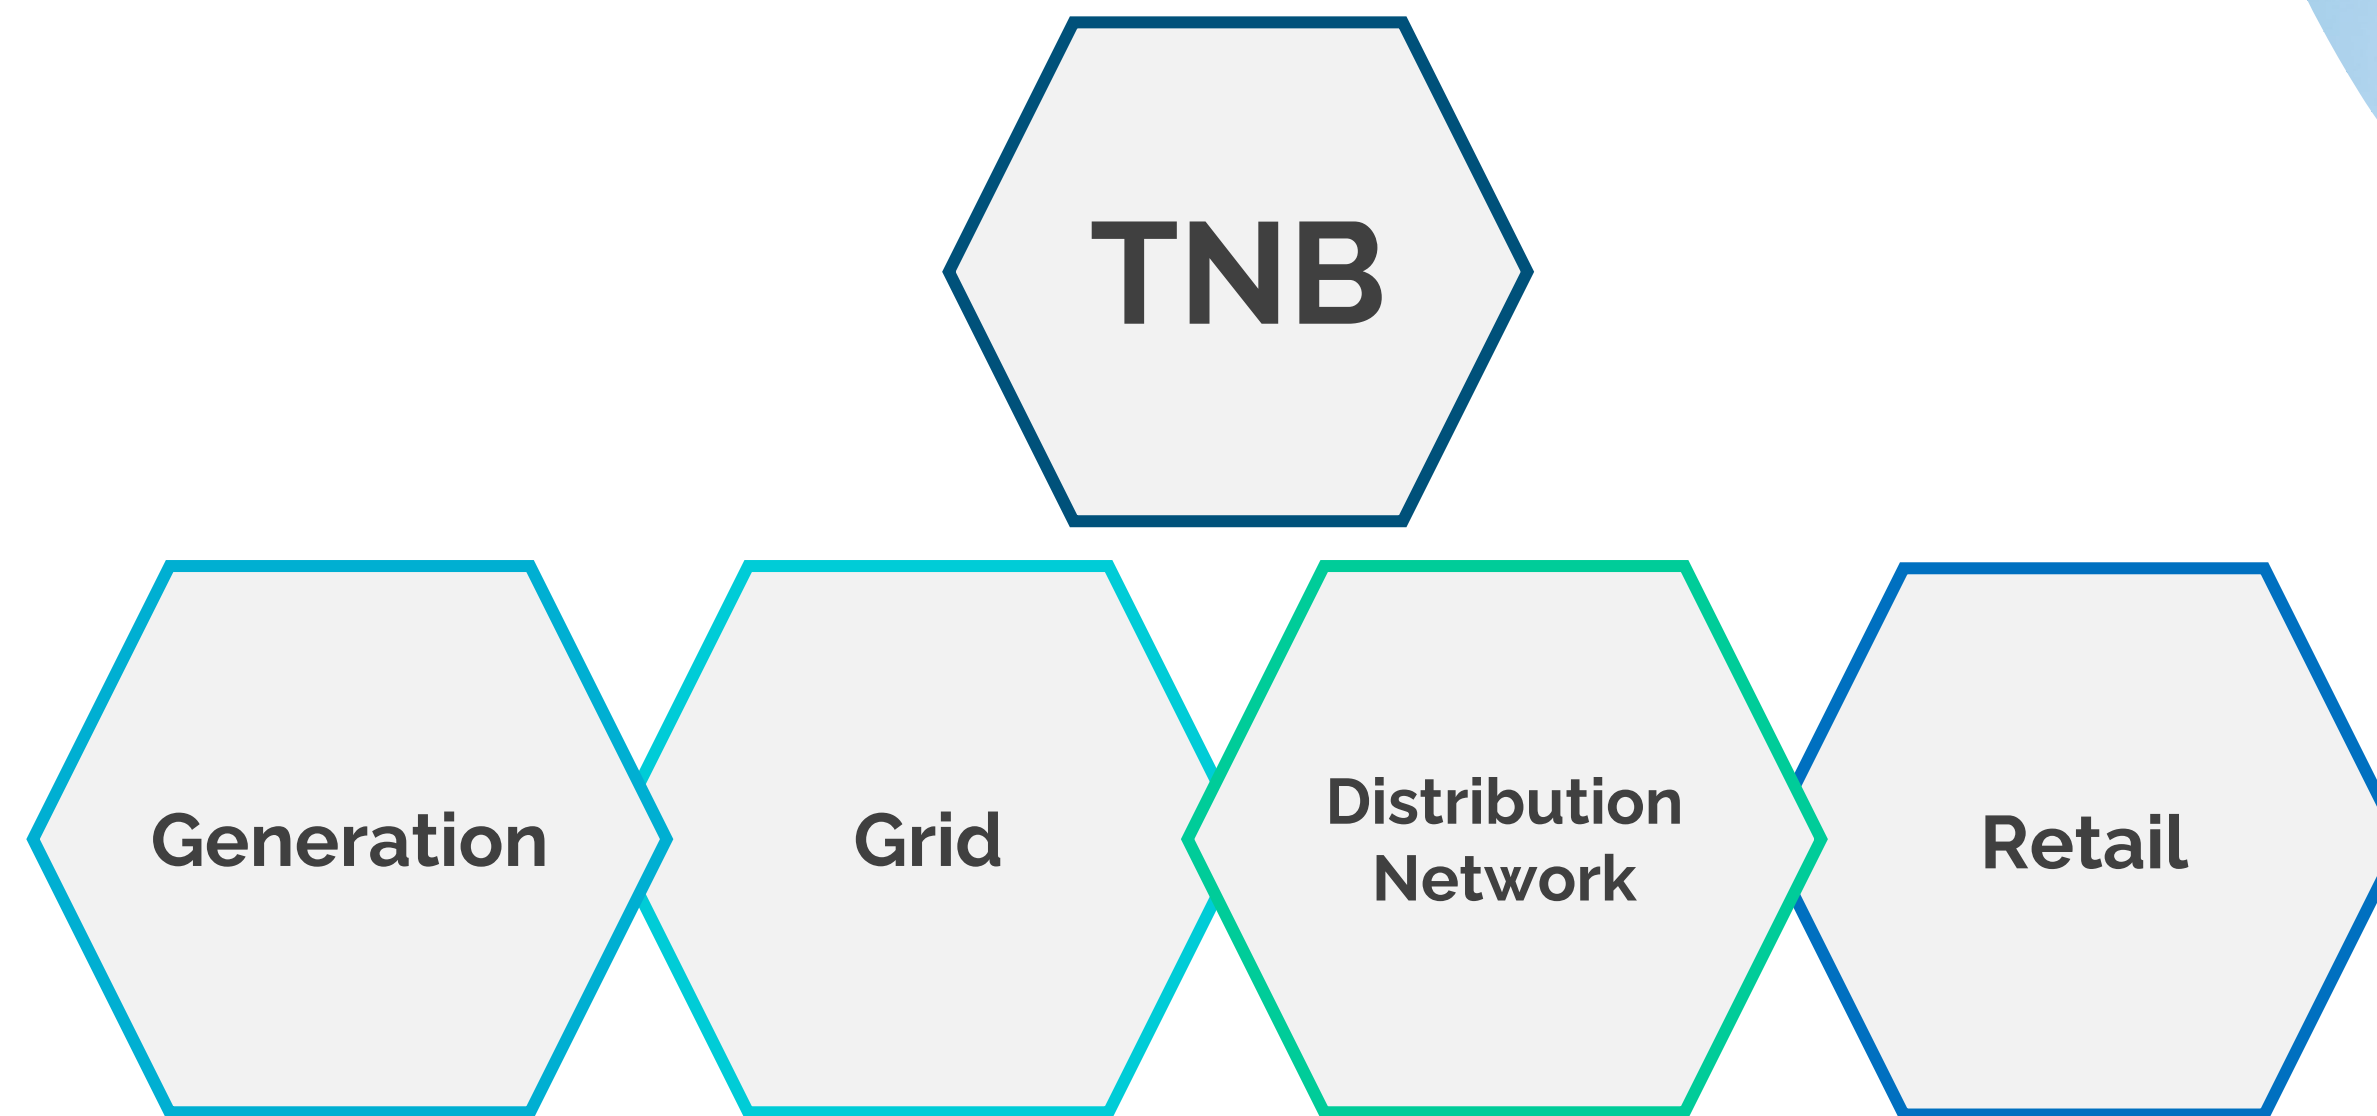 TNB
Generation
Grid
Distribution
Network
Retail